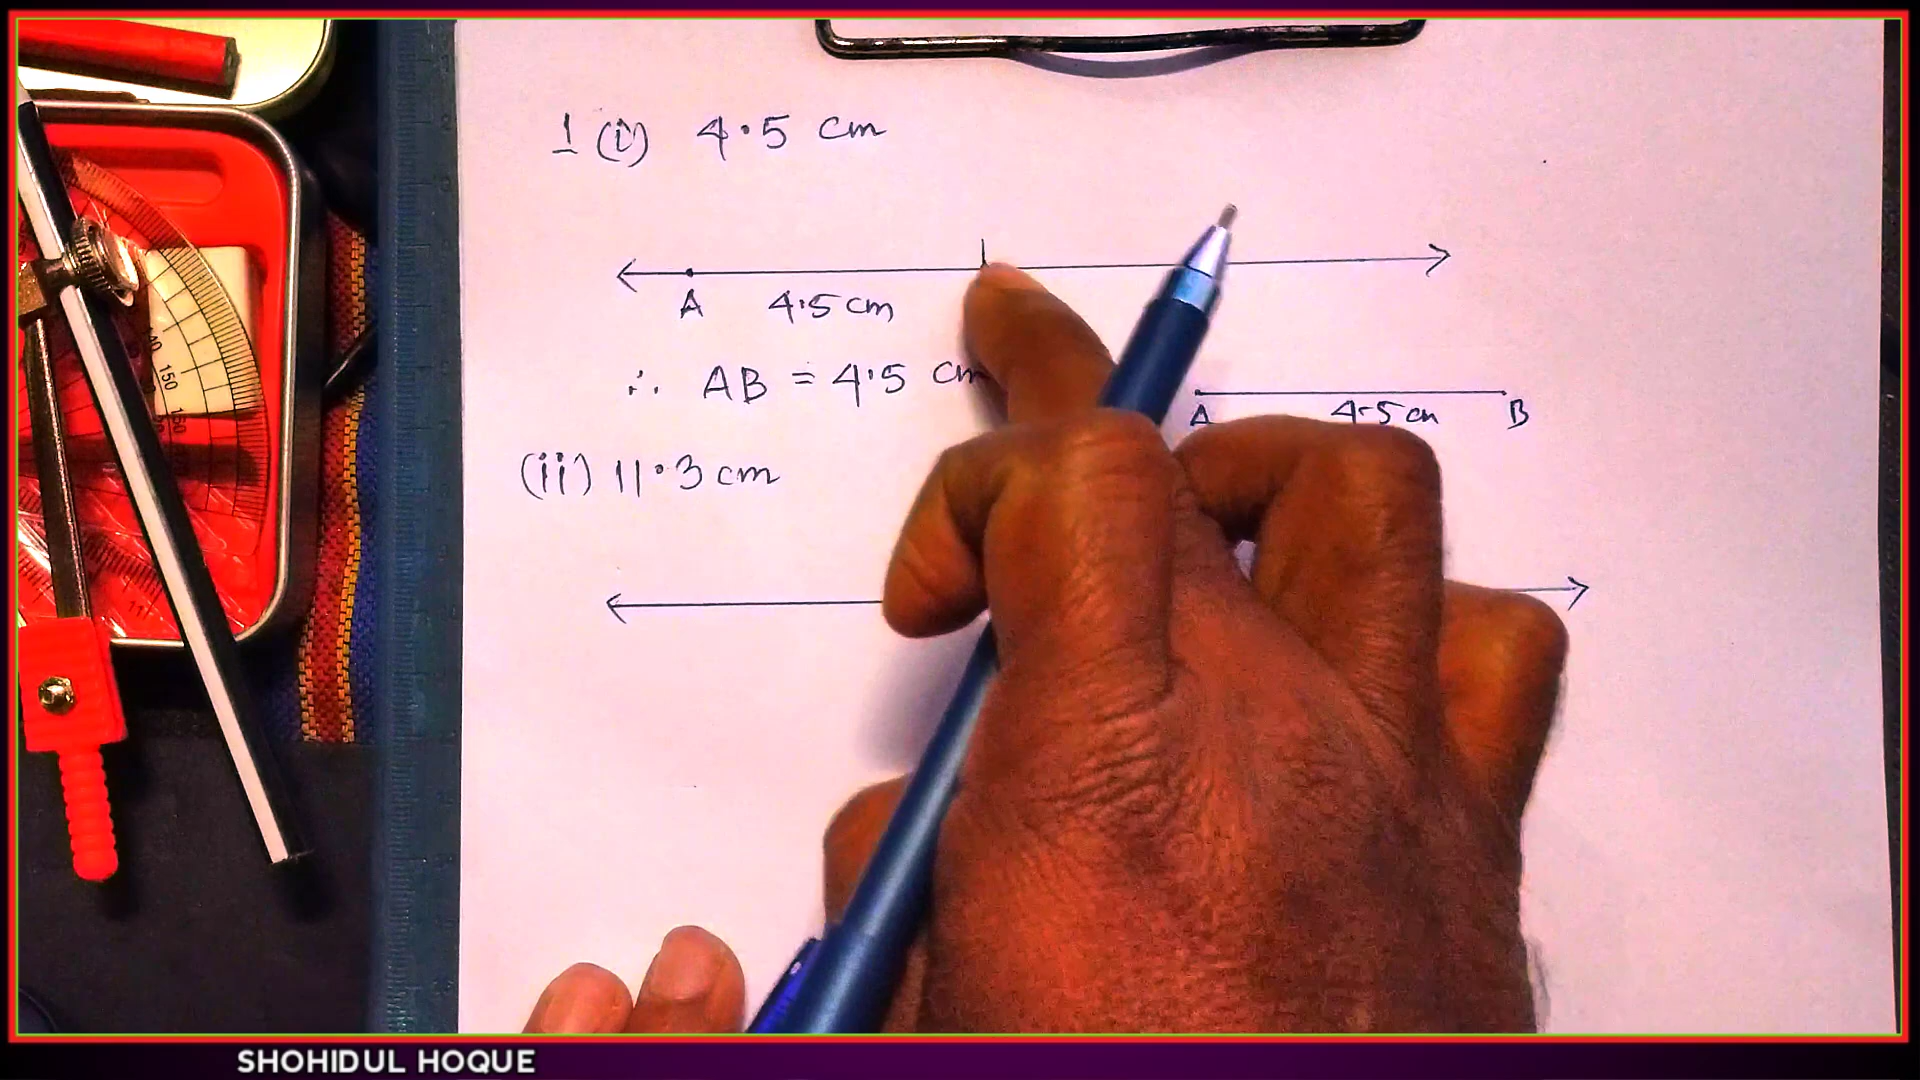 1 (i) 4.5 cm
A 4.5 cm
∴ AB = 4.5 cm
A 4.5 cm B
(ii) 11.3 cm
150
SHOHIDUL HOQUE